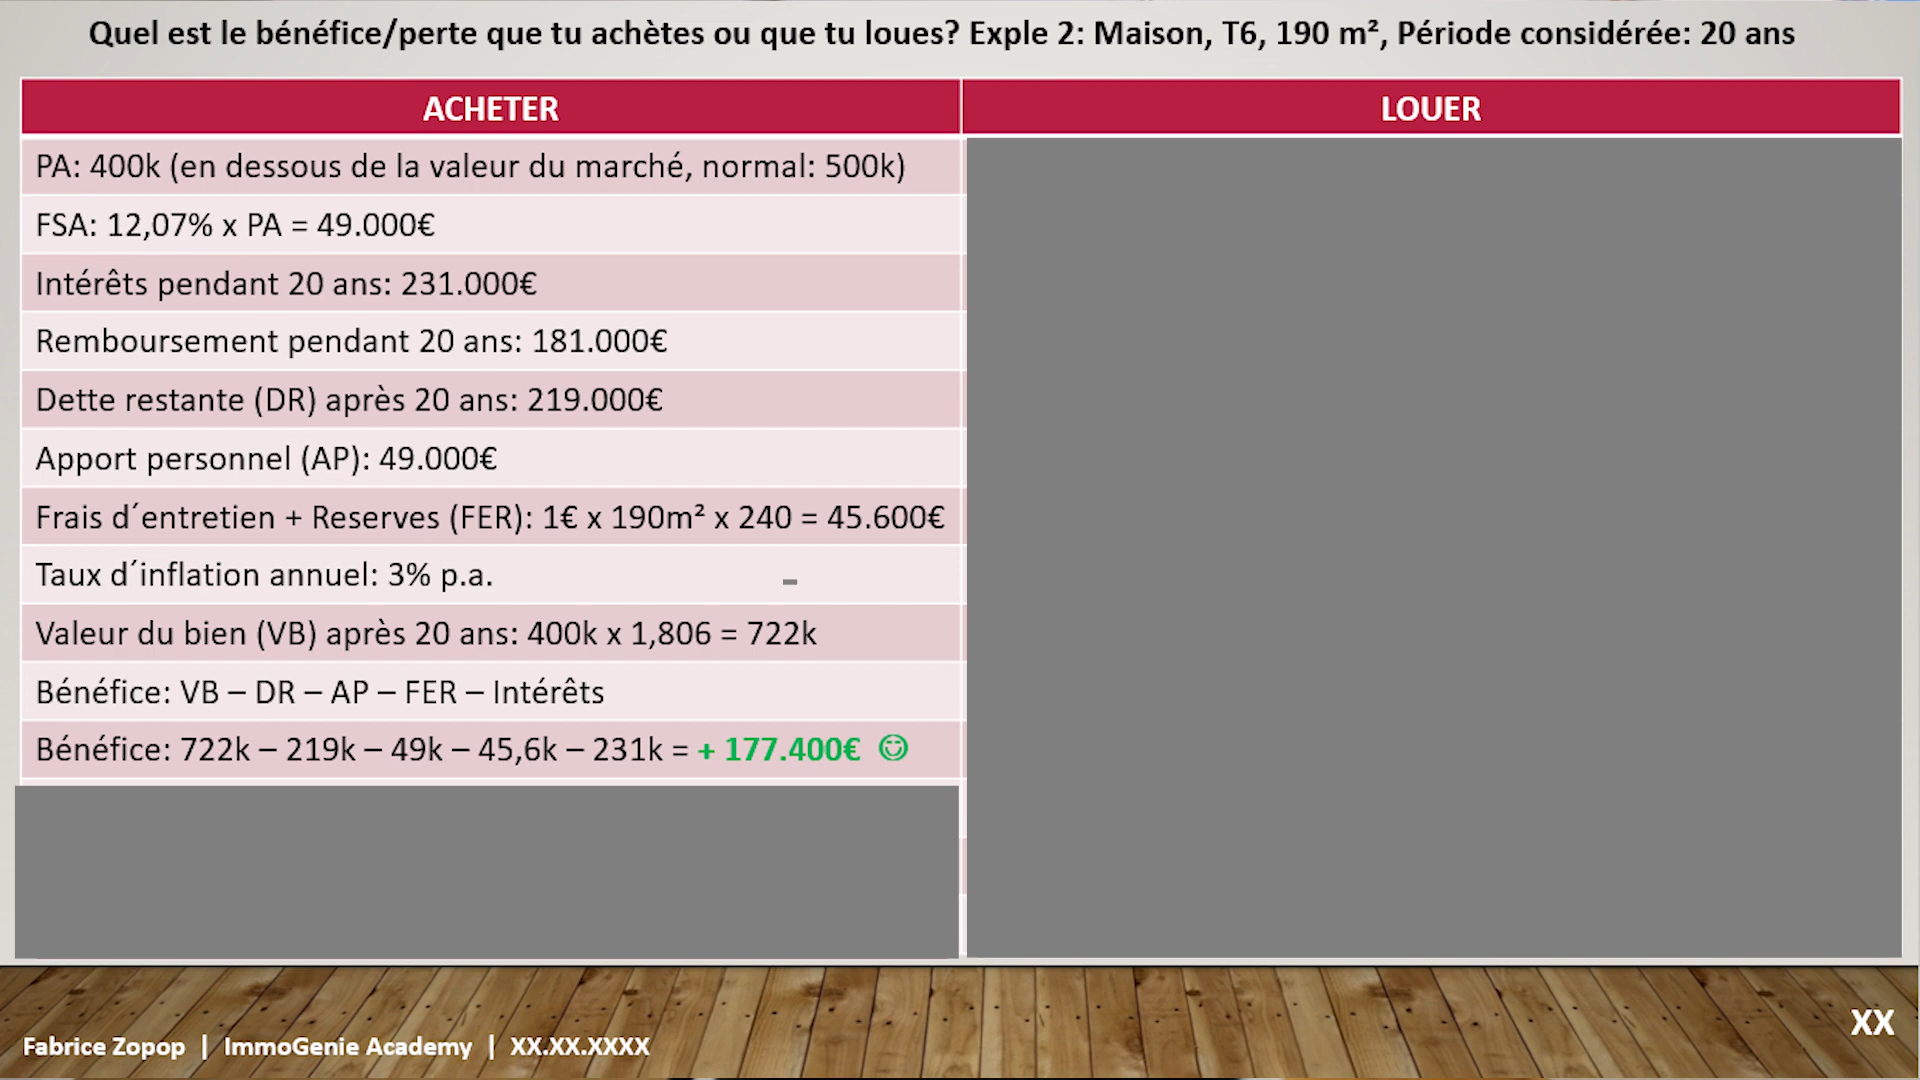 Quel est le bénéfice/perte que tu achètes ou que tu loues? Exple 2: Maison, T6, 190 m², Période considérée: 20 ans
ACHETER
LOUER
PA: 400k (en dessous de la valeur du marché, normal: 500k)
FSA: 12,07% x PA = 49.000€
Intérêts pendant 20 ans: 231.000€
Remboursement pendant 20 ans: 181.000€
Dette restante (DR) après 20 ans: 219.000€
Apport personnel (AP): 49.000€
Frais d´entretien + Reserves (FER): 1€ x 190m² x 240 = 45.600€
Taux d´inflation annuel: 3% p.a.
Valeur du bien (VB) après 20 ans: 400k x 1,806 = 722k
Bénéfice: VB – DR – AP – FER – Intérêts
Bénéfice: 722k – 219k – 49k – 45,6k – 231k = + 177.400€ ☺
Fabrice Zopop | ImmoGenie Academy | XX.XX.XXXX
XX